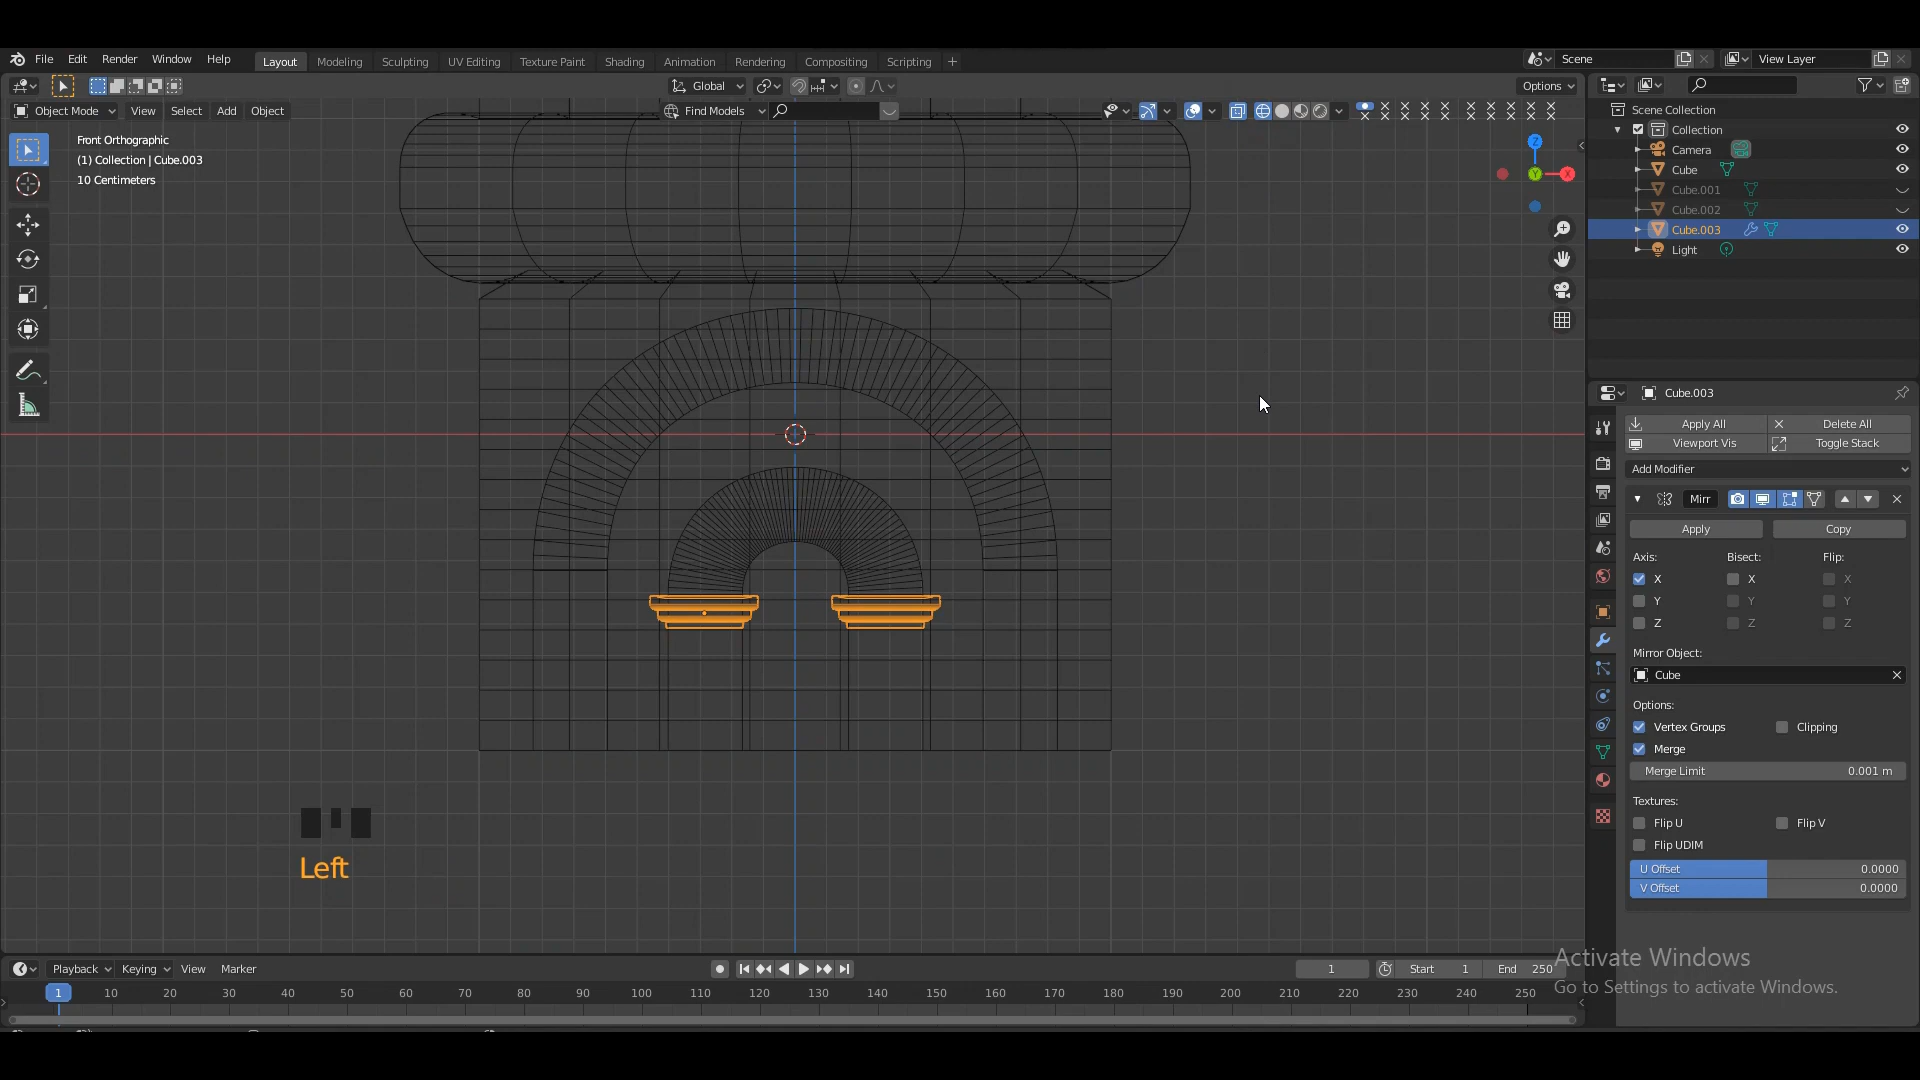 File Edit Render Window Help Layout Modeling Sculpting UV Editing Texture Paint Shading Animation Rendering Compositing Scripting + Scene View Layer
Global Options
Object Mode View Select Add Object Find Models
Front Orthographic
(1) Collection | Cube.003
10 Centimeters
Z
Y
X
Scene Collection
Collection
Camera
Cube
Cube.001
Cube.002
Cube.003
Light
Cube.003
Apply All Delete All
Viewport Vis Toggle Stack
Add Modifier
Mirr
Apply Copy
Axis: Bisect: Flip:
X X X
Y Y Y
Z Z Z
Mirror Object:
Cube
Options:
Vertex Groups Clipping
Merge
Merge Limit 0.001 m
Textures:
Flip U Flip V
Flip UDIM
U Offset 0.0000
V Offset 0.0000
Left
Activate Windows
Go to Settings to activate Windows.
Playback Keying View Marker 1 Start 1 End 250
1 10 20 30 40 50 60 70 80 90 100 110 120 130 140 150 160 170 180 190 200 210 220 230 240 250